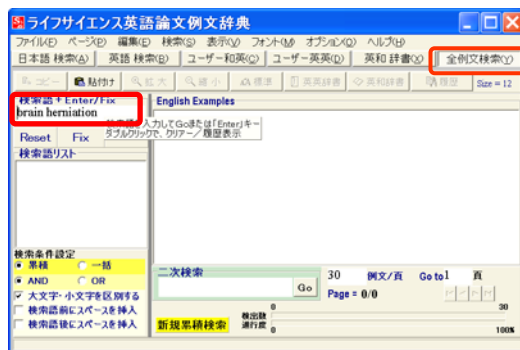 ライフサイエンス英語論文例文辞典
ファイル(F) ページ(P) 編集(E) 検索(S) 表示(V) フォント(M) オプション(O) ヘルプ(H)
日本語 検索(A) 英語 検索(B) ユーザー和英(C) ユーザー英英(D) 英和 辞書(X) 全例文検索(Y)
コピー 貼付け 拡大 縮小 標準 英英辞書 英和辞書 履歴 Size = 12
検索語 + Enter/Fix English Examples
brain herniation
入力してGoまたは「Enter」キー
ダブルクリックで、クリアー／履歴表示
Reset Fix
検索語リスト
検索条件設定
累積 一括
AND OR
大文字・小文字を区別する
検索語前にスペースを挿入
検索語後にスペースを挿入
二次検索 30 例文/頁 Go to 1 頁
Go Page = 0/0
新規累積検索 検出数 0 30
進行度 0 100%